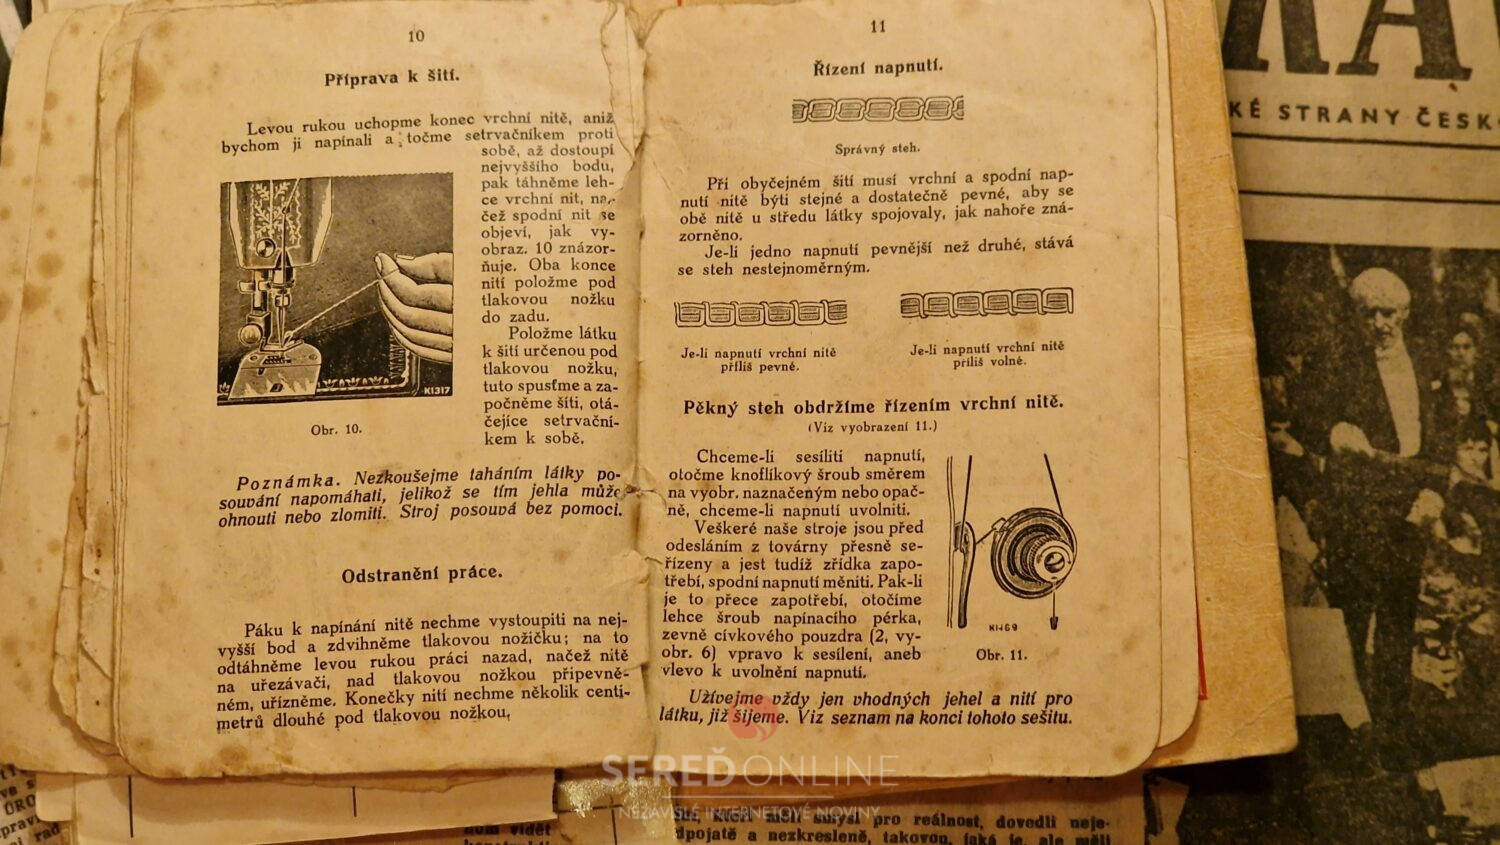 10
Příprava k šití.
Levou rukou uchopme konec vrchní nitě, aniž
bychom ji napínali a točme setrvačníkem proti
sobě, až dostoupí
nejvyššího bodu,
pak táhněme leh-
ce vrchní nit, na-
čež spodní nit se
objeví, jak vy-
obraz. 10 znázor-
ňuje. Oba konce
nití položme pod
tlakovou nožku
do zadu.
Položme látku
k šití určenou pod
tlakovou nožku,
tuto spusťme a za-
počněme šíti, otá-
čejíce setrvační-
kem k sobě.
K1317
Obr. 10.
Poznámka. Nezkoušejme taháním látky po-
souvání napomáhati, jelikož se tím jehla může
ohnouti nebo zlomiti. Stroj posouvá bez pomoci.
Odstranění práce.
Páku k napínání nitě nechme vystoupiti na nej-
vyšší bod a zdvihněme tlakovou nožičku; na to
odtáhněme levou rukou práci nazad, načež nitě
na uřezávači, nad tlakovou nožkou připevně-
ném, uřízněme. Konečky nití nechme několik centi-
metrů dlouhé pod tlakovou nožkou,
11
Řízení napnutí.
Správný steh.
Při obyčejném šití musí vrchní a spodní nap-
nutí nitě býti stejné a dostatečně pevné, aby se
obě nitě u středu látky spojovaly, jak nahoře zná-
zorněno.
Je-li jedno napnutí pevnější než druhé, stává
se steh nestejnoměrným.
Je-li napnutí vrchní nitě
příliš pevné.
Je-li napnutí vrchní nitě
příliš volné.
Pěkný steh obdržíme řízením vrchní nitě.
(Viz vyobrazení 11.)
Chceme-li sesíliti napnutí,
otočme knoflíkový šroub směrem
na vyobr. naznačeným nebo opač-
ně, chceme-li napnutí uvolniti.
Veškeré naše stroje jsou před
odesláním z továrny přesně se-
řízeny a jest tudíž zřídka zapo-
třebí, spodní napnutí měniti. Pak-li
je to přece zapotřebí, otočíme
lehce šroub napínacího pérka,
zevně cívkového pouzdra (2, vy-
obr. 6) vpravo k sesílení, aneb
vlevo k uvolnění napnutí.
K1169
Obr. 11.
Užívejme vždy jen vhodných jehel a nití pro
látku, již šijeme. Viz seznam na konci tohoto sešitu.
KA
KÉ STRANY ČESK
SEREĎONLINE
NEZÁVISLÉ INTERNETOVÉ NOVINY
pro reálnost, dovedli neje-
dpojatě a nezkresleně, takovou, jaká je, ale měli
vidět